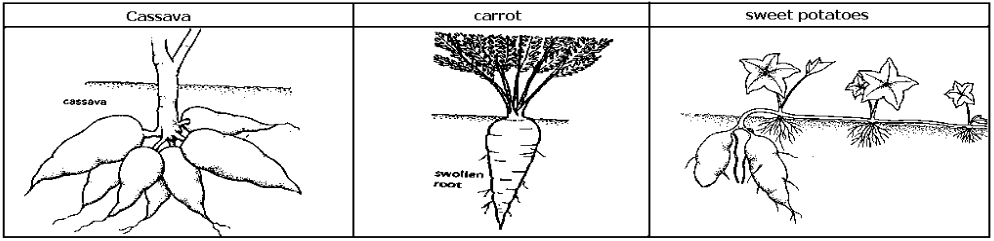 Cassava
carrot
sweet potatoes
cassava
swollen
root